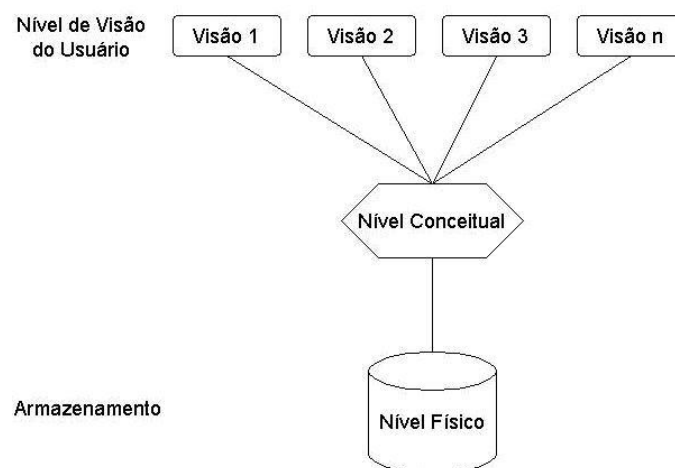 Nível de Visão
do Usuário
Visão 1
Visão 2
Visão 3
Visão n
Nível Conceitual
Armazenamento
Nível Físico